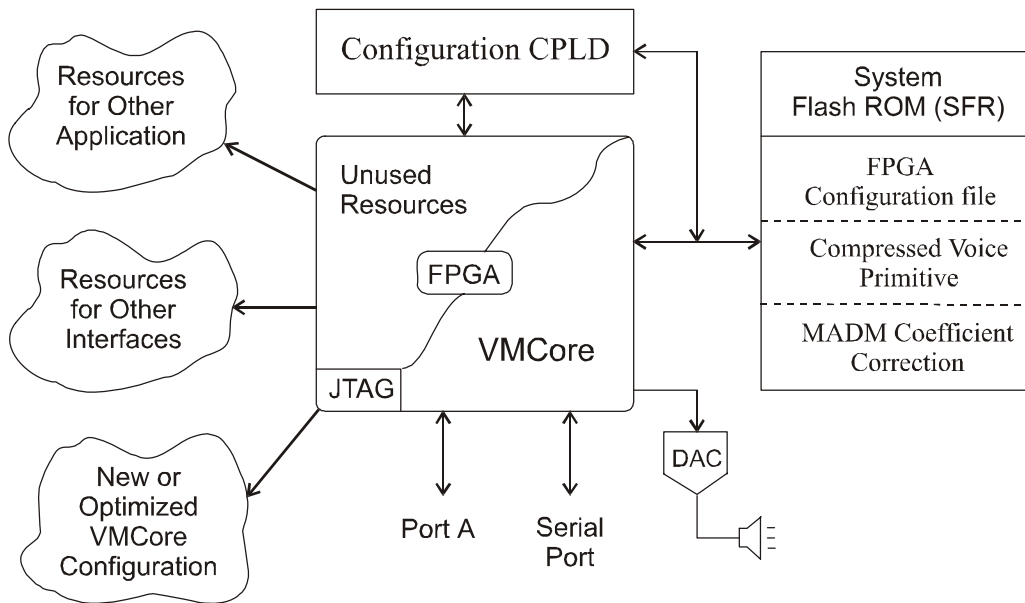 Configuration CPLD
Resources
for Other
Application
System
Flash ROM (SFR)
Unused
Resources
FPGA
Configuration file
FPGA
Compressed Voice
Primitive
Resources
for Other
Interfaces
VMCore
MADM Coefficient
Correction
JTAG
DAC
New or
Optimized
VMCore
Configuration
Port A
Serial
Port